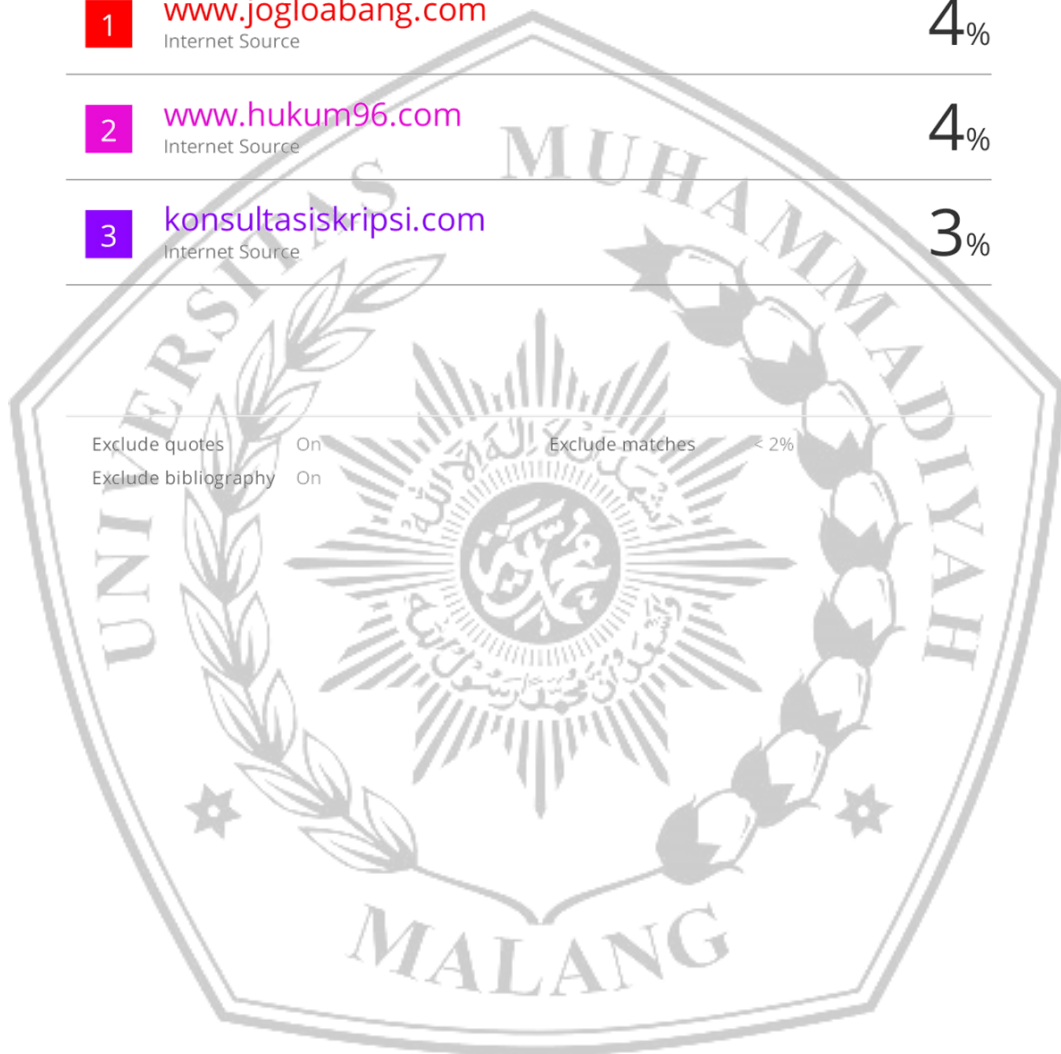 1 www.jogloabang.com 4%
Internet Source
2 www.hukum96.com 4%
Internet Source
3 konsultasiskripsi.com 3%
Internet Source
Exclude quotes On Exclude matches < 2%
Exclude bibliography On
UNIVERSITAS MUHAMMADIYAH
MALANG